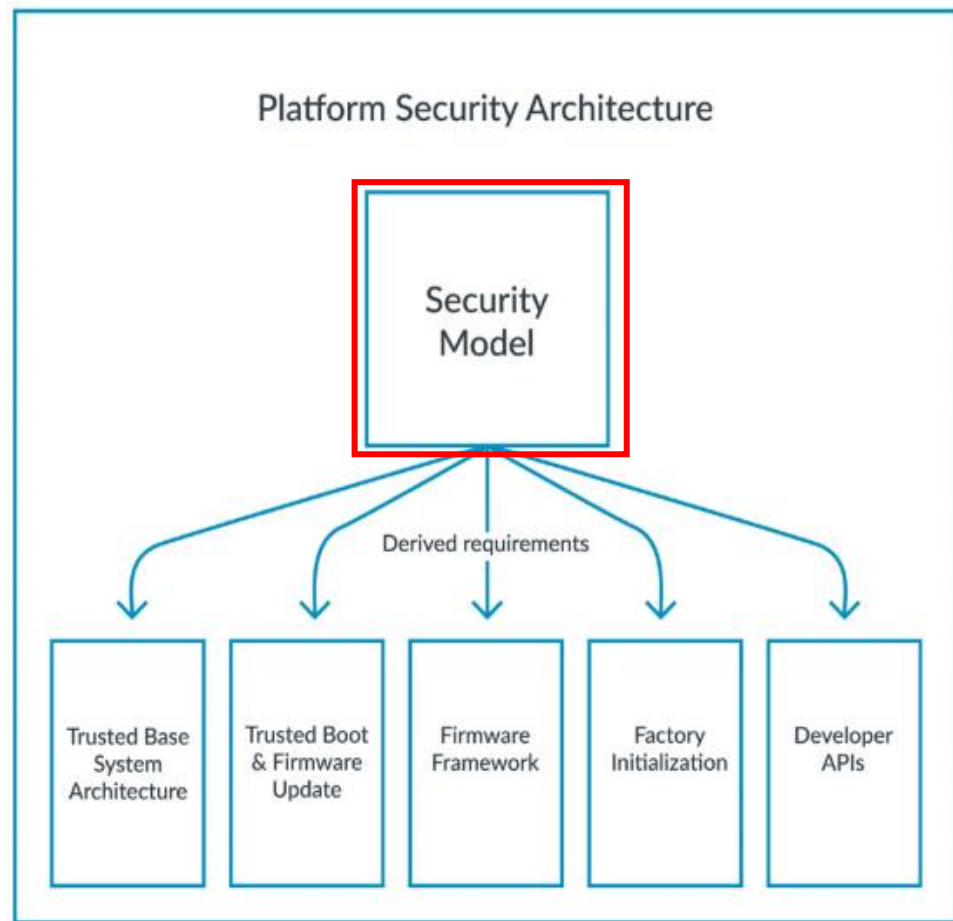 Platform Security Architecture
Security
Model
Derived requirements
Trusted Base
System
Architecture
Trusted Boot
& Firmware
Update
Firmware
Framework
Factory
Initialization
Developer
APIs